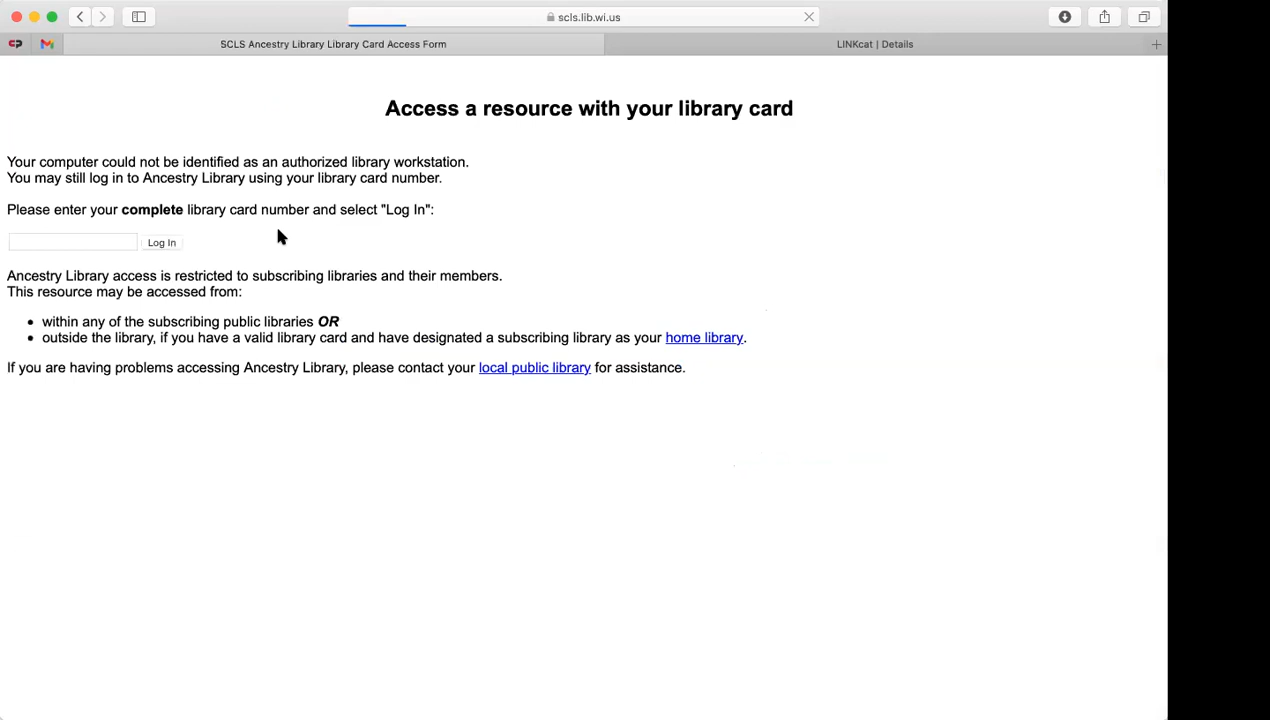 scls.lib.wi.us
SCLS Ancestry Library Library Card Access Form
LINKcat | Details
Access a resource with your library card
Your computer could not be identified as an authorized library workstation.
You may still log in to Ancestry Library using your library card number.
Please enter your complete library card number and select "Log In":
Log In
Ancestry Library access is restricted to subscribing libraries and their members.
This resource may be accessed from:
within any of the subscribing public libraries OR
outside the library, if you have a valid library card and have designated a subscribing library as your home library.
If you are having problems accessing Ancestry Library, please contact your local public library for assistance.